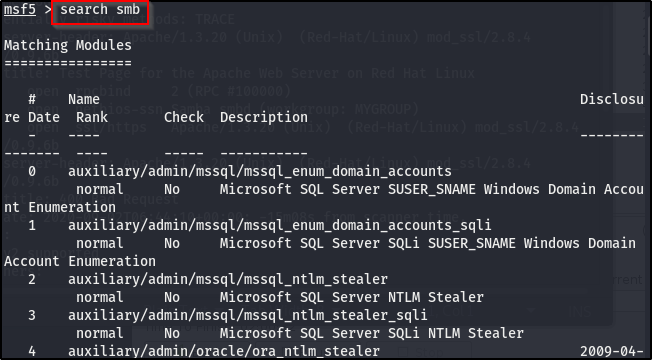 msf5 > search smb
Matching Modules
================
# Name Disclosu
re Date Rank Check Description
- ---- --------
------- ---- ----- -----------
0 auxiliary/admin/mssql/mssql_enum_domain_accounts
normal No Microsoft SQL Server SUSER_SNAME Windows Domain Accou
nt Enumeration
1 auxiliary/admin/mssql/mssql_enum_domain_accounts_sqli
normal No Microsoft SQL Server SQLi SUSER_SNAME Windows Domain
Account Enumeration
2 auxiliary/admin/mssql/mssql_ntlm_stealer
normal No Microsoft SQL Server NTLM Stealer
3 auxiliary/admin/mssql/mssql_ntlm_stealer_sqli
normal No Microsoft SQL Server SQLi NTLM Stealer
4 auxiliary/admin/oracle/ora_ntlm_stealer 2009-04-